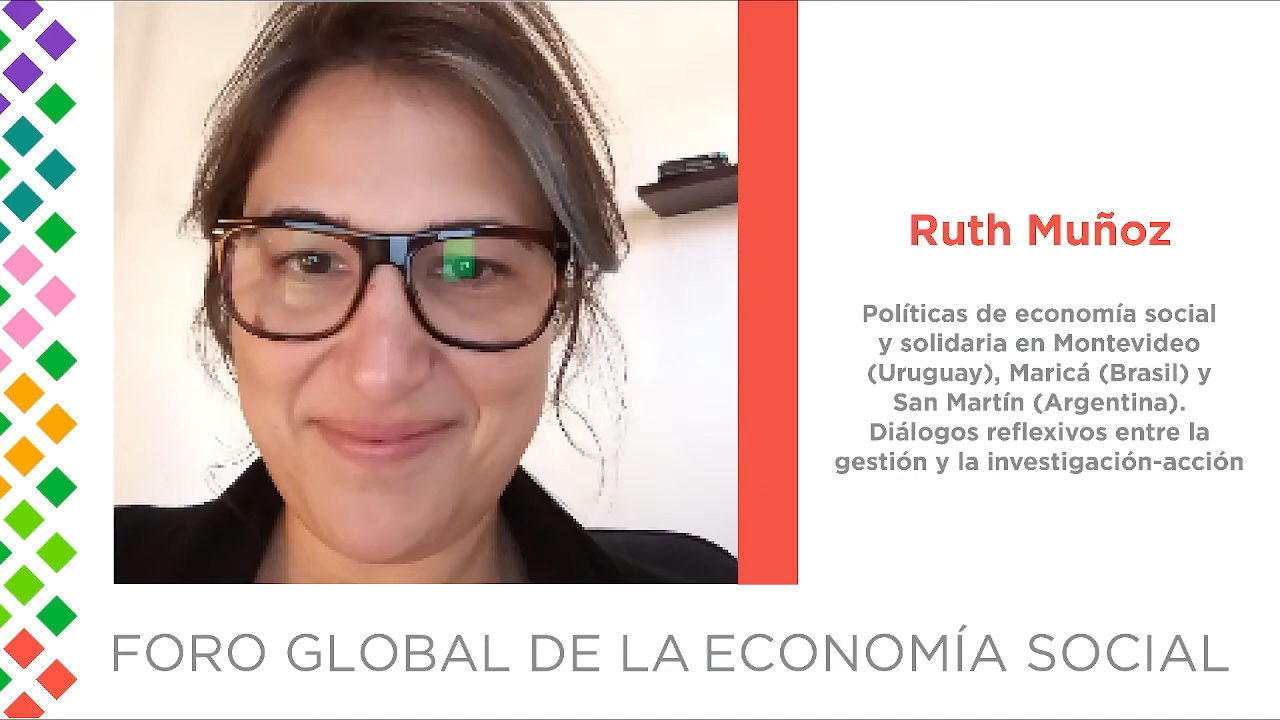 Ruth Muñoz
Políticas de economía social
y solidaria en Montevideo
(Uruguay), Maricá (Brasil) y
San Martín (Argentina).
Diálogos reflexivos entre la
gestión y la investigación-acción
FORO GLOBAL DE LA ECONOMÍA SOCIAL